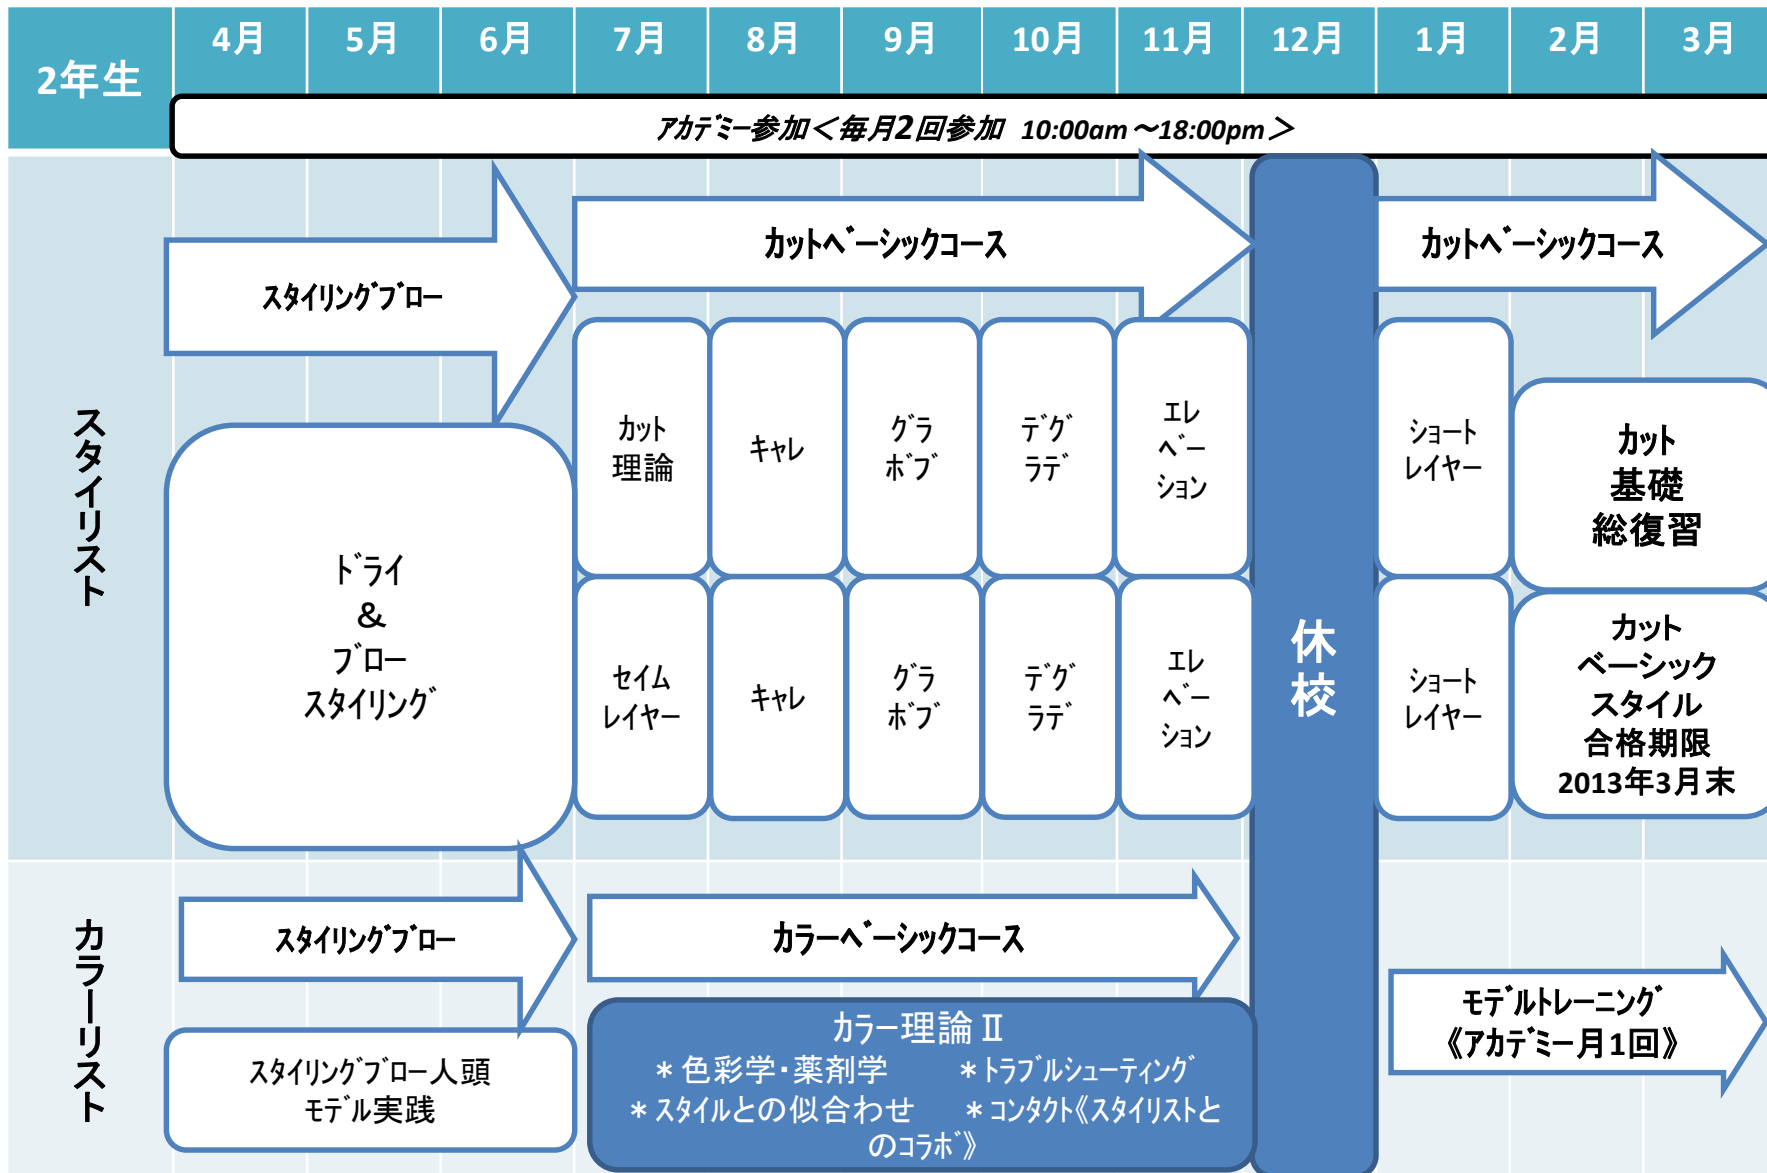 2年生
4月
5月
6月
7月
8月
9月
10月
11月
12月
1月
2月
3月
ｱｶﾃﾞﾐｰ参加＜毎月2回参加 10:00am～18:00pm＞
スタイリスト
ｽﾀｲﾘﾝｸﾞﾌﾞﾛｰ
ｶｯﾄﾍﾞｰｼｯｸｺｰｽ
ｶｯﾄﾍﾞｰｼｯｸｺｰｽ
ﾄﾞﾗｲ
＆
ﾌﾞﾛｰ
ｽﾀｲﾘﾝｸﾞ
ｶｯﾄ
理論
ｷｬﾚ
ｸﾞﾗ
ﾎﾞﾌﾞ
ﾃﾞｸﾞ
ﾗﾃﾞ
ｴﾚ
ﾍﾞｰ
ｼｮﾝ
ｼｮｰﾄ
ﾚｲﾔｰ
ｶｯﾄ
基礎
総復習
ｾｲﾑ
ﾚｲﾔｰ
ｷｬﾚ
ｸﾞﾗ
ﾎﾞﾌﾞ
ﾃﾞｸﾞ
ﾗﾃﾞ
ｴﾚ
ﾍﾞｰ
ｼｮﾝ
休校
ｼｮｰﾄ
ﾚｲﾔｰ
カット
ベーシック
スタイル
合格期限
2013年3月末
カラーリスト
ｽﾀｲﾘﾝｸﾞﾌﾞﾛｰ
ｶﾗｰﾍﾞｰｼｯｸｺｰｽ
ﾓﾃﾞﾙﾄﾚｰﾆﾝｸﾞ
《ｱｶﾃﾞﾐｰ月1回》
ｽﾀｲﾘﾝｸﾞﾌﾞﾛｰ人頭
ﾓﾃﾞﾙ実践
ｶﾗｰ理論Ⅱ
＊色彩学・薬剤学　＊ﾄﾗﾌﾞﾙｼｭｰﾃｨﾝｸﾞ
＊ｽﾀｲﾙとの似合わせ　＊ｺﾝﾀｸﾄ《ｽﾀｲﾘｽﾄと
のｺﾗﾎﾞ》